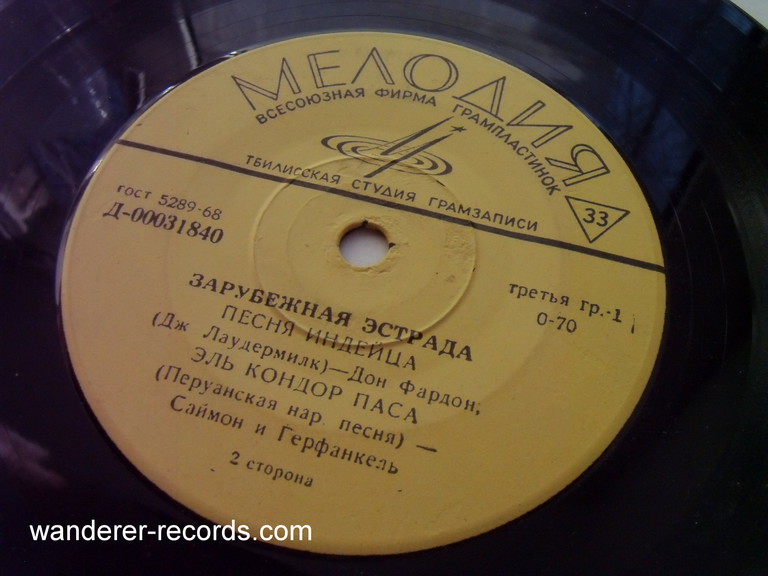 МЕЛОДИЯ
ВСЕСОЮЗНАЯ ФИРМА ГРАМПЛАСТИНОК
ТБИЛИССКАЯ СТУДИЯ ГРАМЗАПИСИ
33
ГОСТ 5289-68
Д-00031840
третья гр.-1
0-70
ЗАРУБЕЖНАЯ ЭСТРАДА
ПЕСНЯ ИНДЕЙЦА
(Дж Лаудермилк)—Дон Фардон;
ЭЛЬ КОНДОР ПАСА
(Перуанская нар. песня) —
Саймон и Герфанкель
2 сторона
wanderer-records.com